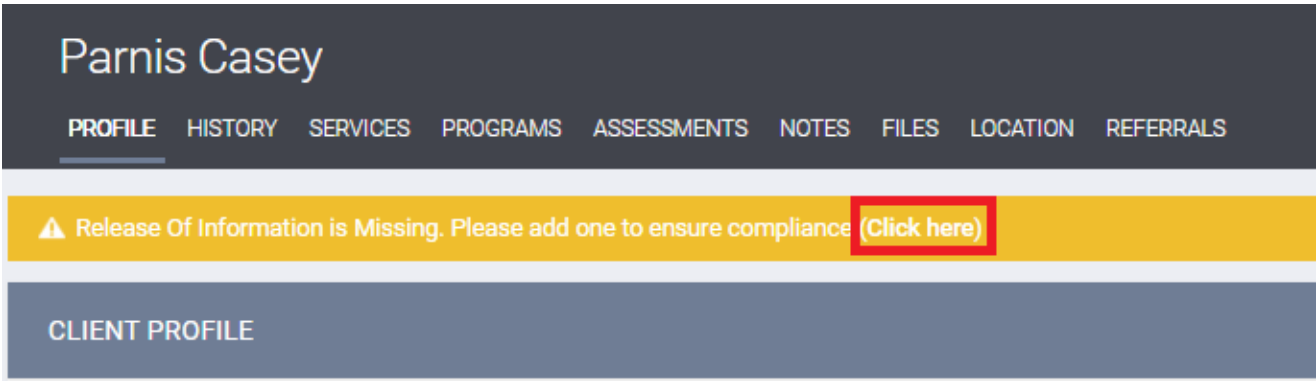 Parnis Casey
PROFILE HISTORY SERVICES PROGRAMS ASSESSMENTS NOTES FILES LOCATION REFERRALS
Release Of Information is Missing. Please add one to ensure compliance (Click here)
CLIENT PROFILE